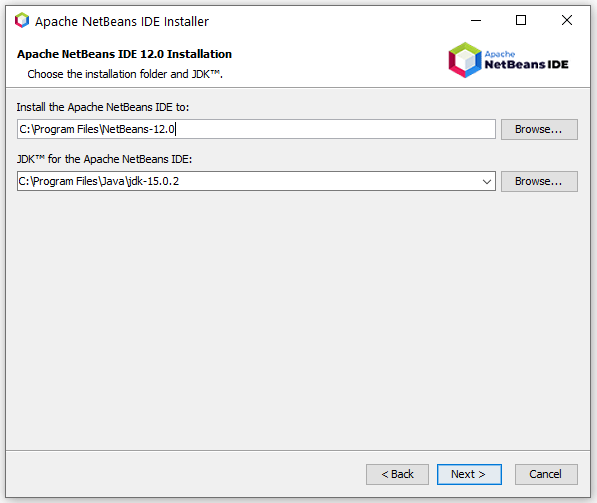 Apache NetBeans IDE Installer
Apache NetBeans IDE 12.0 Installation
Choose the installation folder and JDK™.
Apache
NetBeans IDE
Install the Apache NetBeans IDE to:
C:\Program Files\NetBeans-12.0
Browse...
JDK™ for the Apache NetBeans IDE:
C:\Program Files\Java\jdk-15.0.2
Browse...
< Back
Next >
Cancel